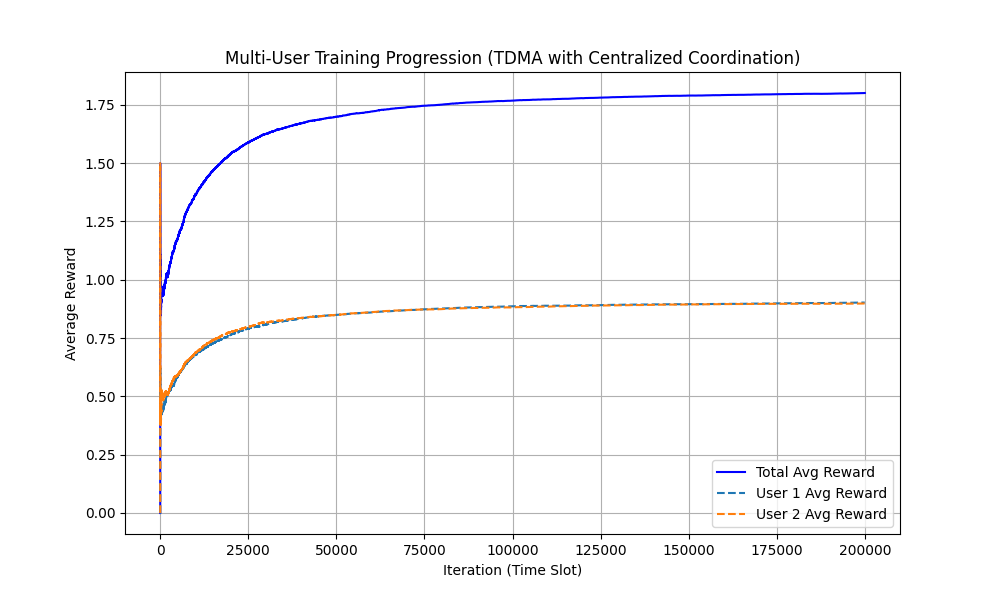 Multi-User Training Progression (TDMA with Centralized Coordination)
Average Reward
1.75
1.50
1.25
1.00
0.75
0.50
0.25
0.00
Total Avg Reward
User 1 Avg Reward
User 2 Avg Reward
0 25000 50000 75000 100000 125000 150000 175000 200000
Iteration (Time Slot)